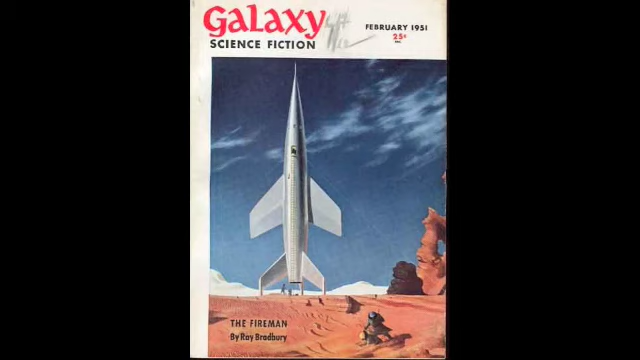 Galaxy
SCIENCE FICTION
FEBRUARY 1951
25¢
THE FIREMAN
By Ray Bradbury